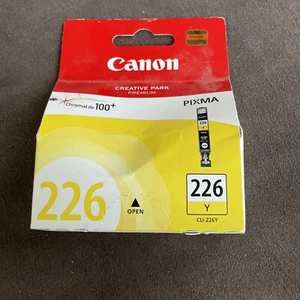 Canon
CREATIVE PARK
PREMIUM
ChromaLife 100+
PIXMA
226
Y
226
OPEN
226
Y
CLI-226Y